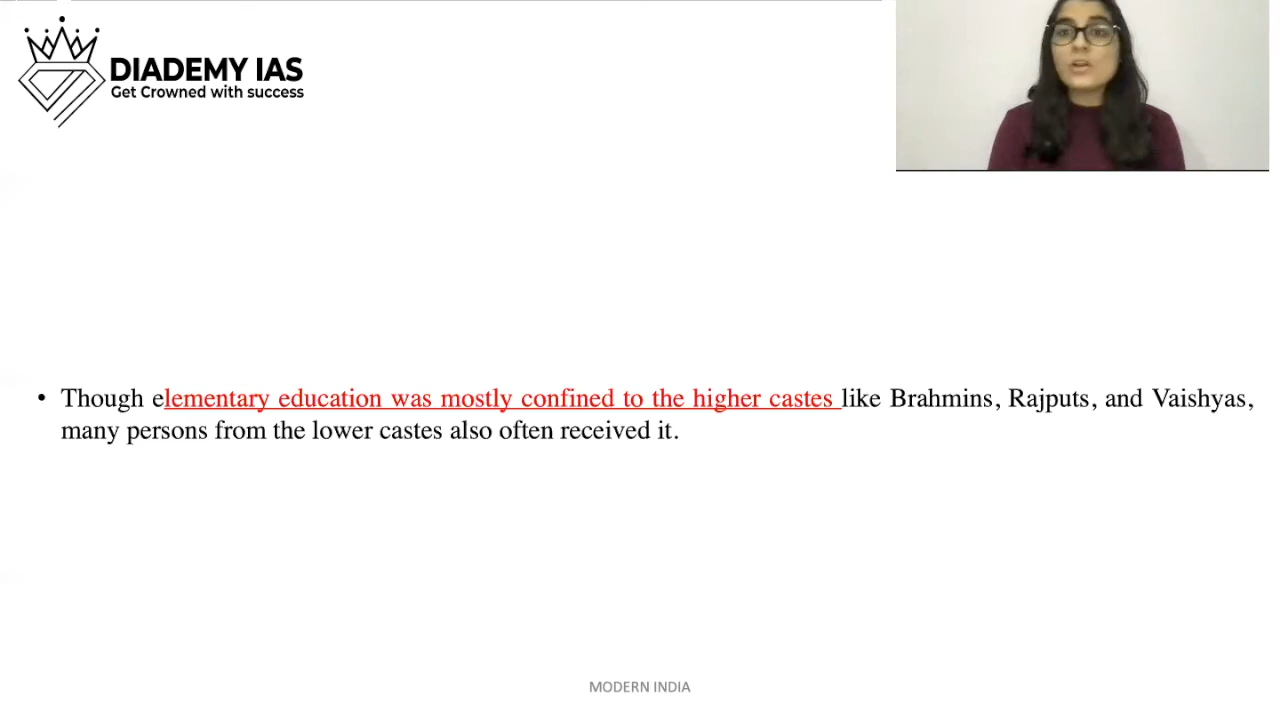 DIADEMY IAS
Get Crowned with success
• Though elementary education was mostly confined to the higher castes like Brahmins, Rajputs, and Vaishyas,
many persons from the lower castes also often received it.
MODERN INDIA